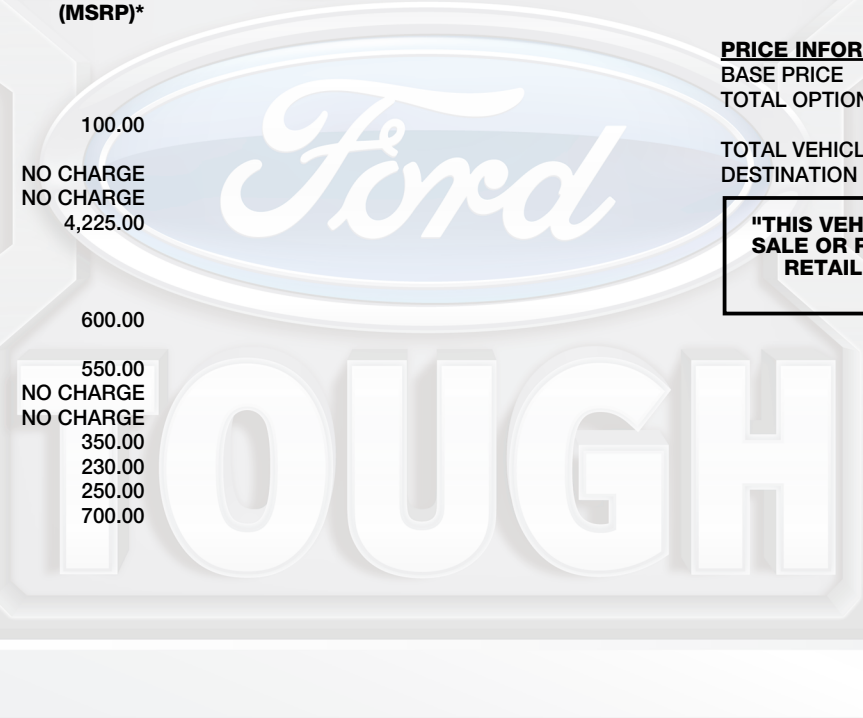 (MSRP)*
100.00
NO CHARGE
NO CHARGE
4,225.00
600.00
550.00
NO CHARGE
NO CHARGE
350.00
230.00
250.00
700.00
PRICE INFOR
BASE PRICE
TOTAL OPTION
TOTAL VEHICL
DESTINATION
"THIS VEH
SALE OR F
RETAIL
Ford
TOUGH